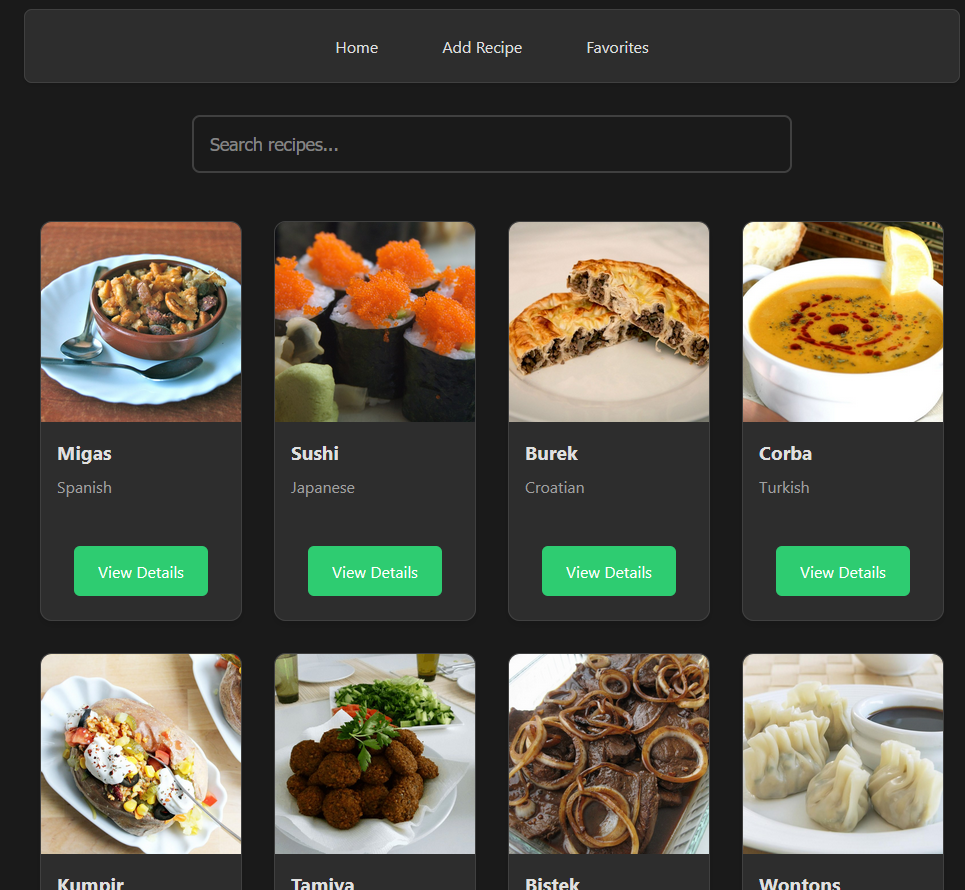 Home Add Recipe Favorites
Search recipes...
Migas Sushi Burek Corba
Spanish Japanese Croatian Turkish
View Details View Details View Details View Details
Kumpir Tamiya Bistek Wontons